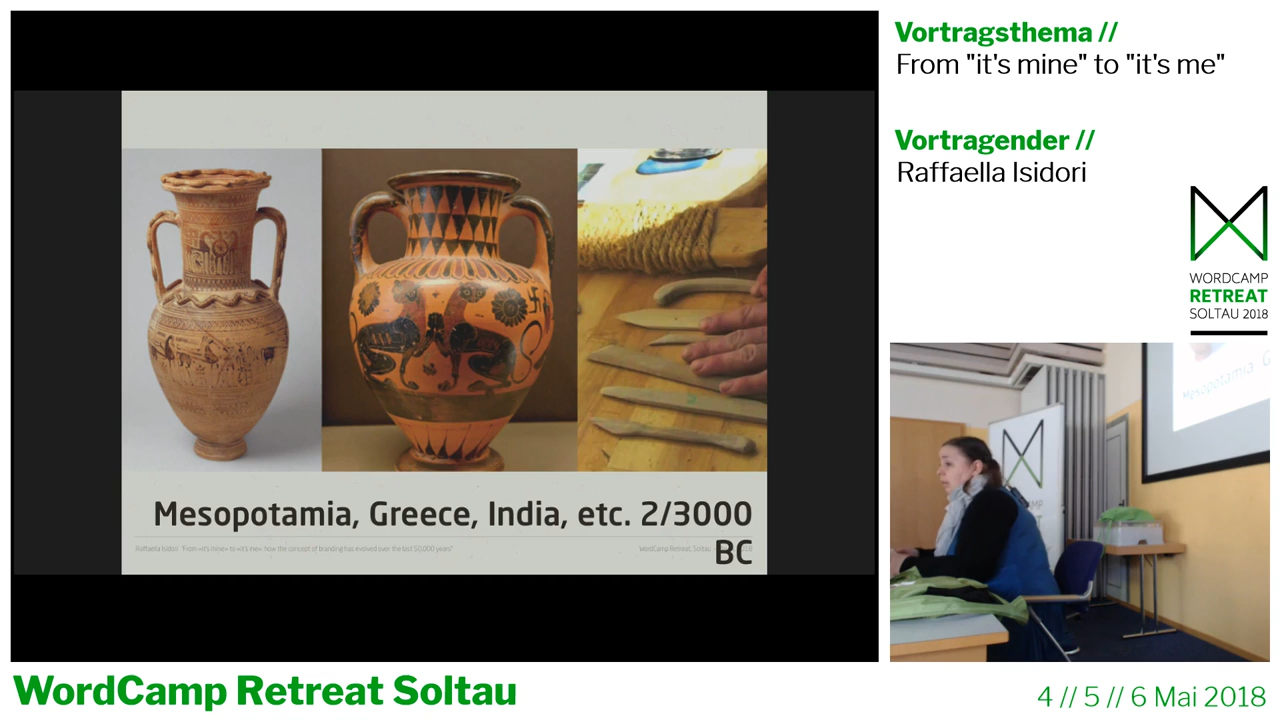 Vortragsthema //
From "it's mine" to "it's me"
Vortragender //
Raffaella Isidori
WORDCAMP
RETREAT
SOLTAU 2018
Mesopotamia, Greece, India, etc. 2/3000
BC
Raffaella Isidori "From «it's mine» to «it's me»: how the concept of branding has evolved over the last 50,000 years"
WordCamp Retreat, Soltau
Mesopotamia G
WordCamp Retreat Soltau
4 // 5 // 6 Mai 2018